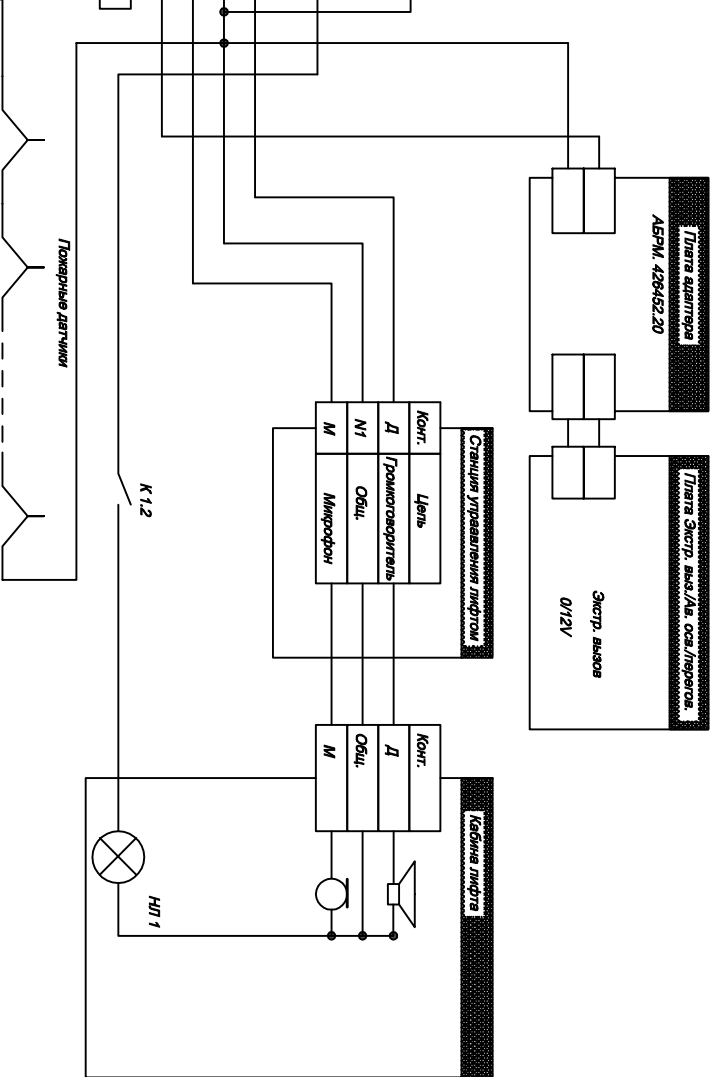 Плата адаптера
АБРМ. 426452.20
Плата Экстр. выз./Ав. осв./перегов.
Экстр. вызов
0/12V
Станция управления лифтом
Конт. Цепь
Д Громкоговоритель
N1 Общ.
М Микрофон
Кабина лифта
Конт.
Д
Общ.
М
К 1.2
НЛ 1
Пожарные датчики